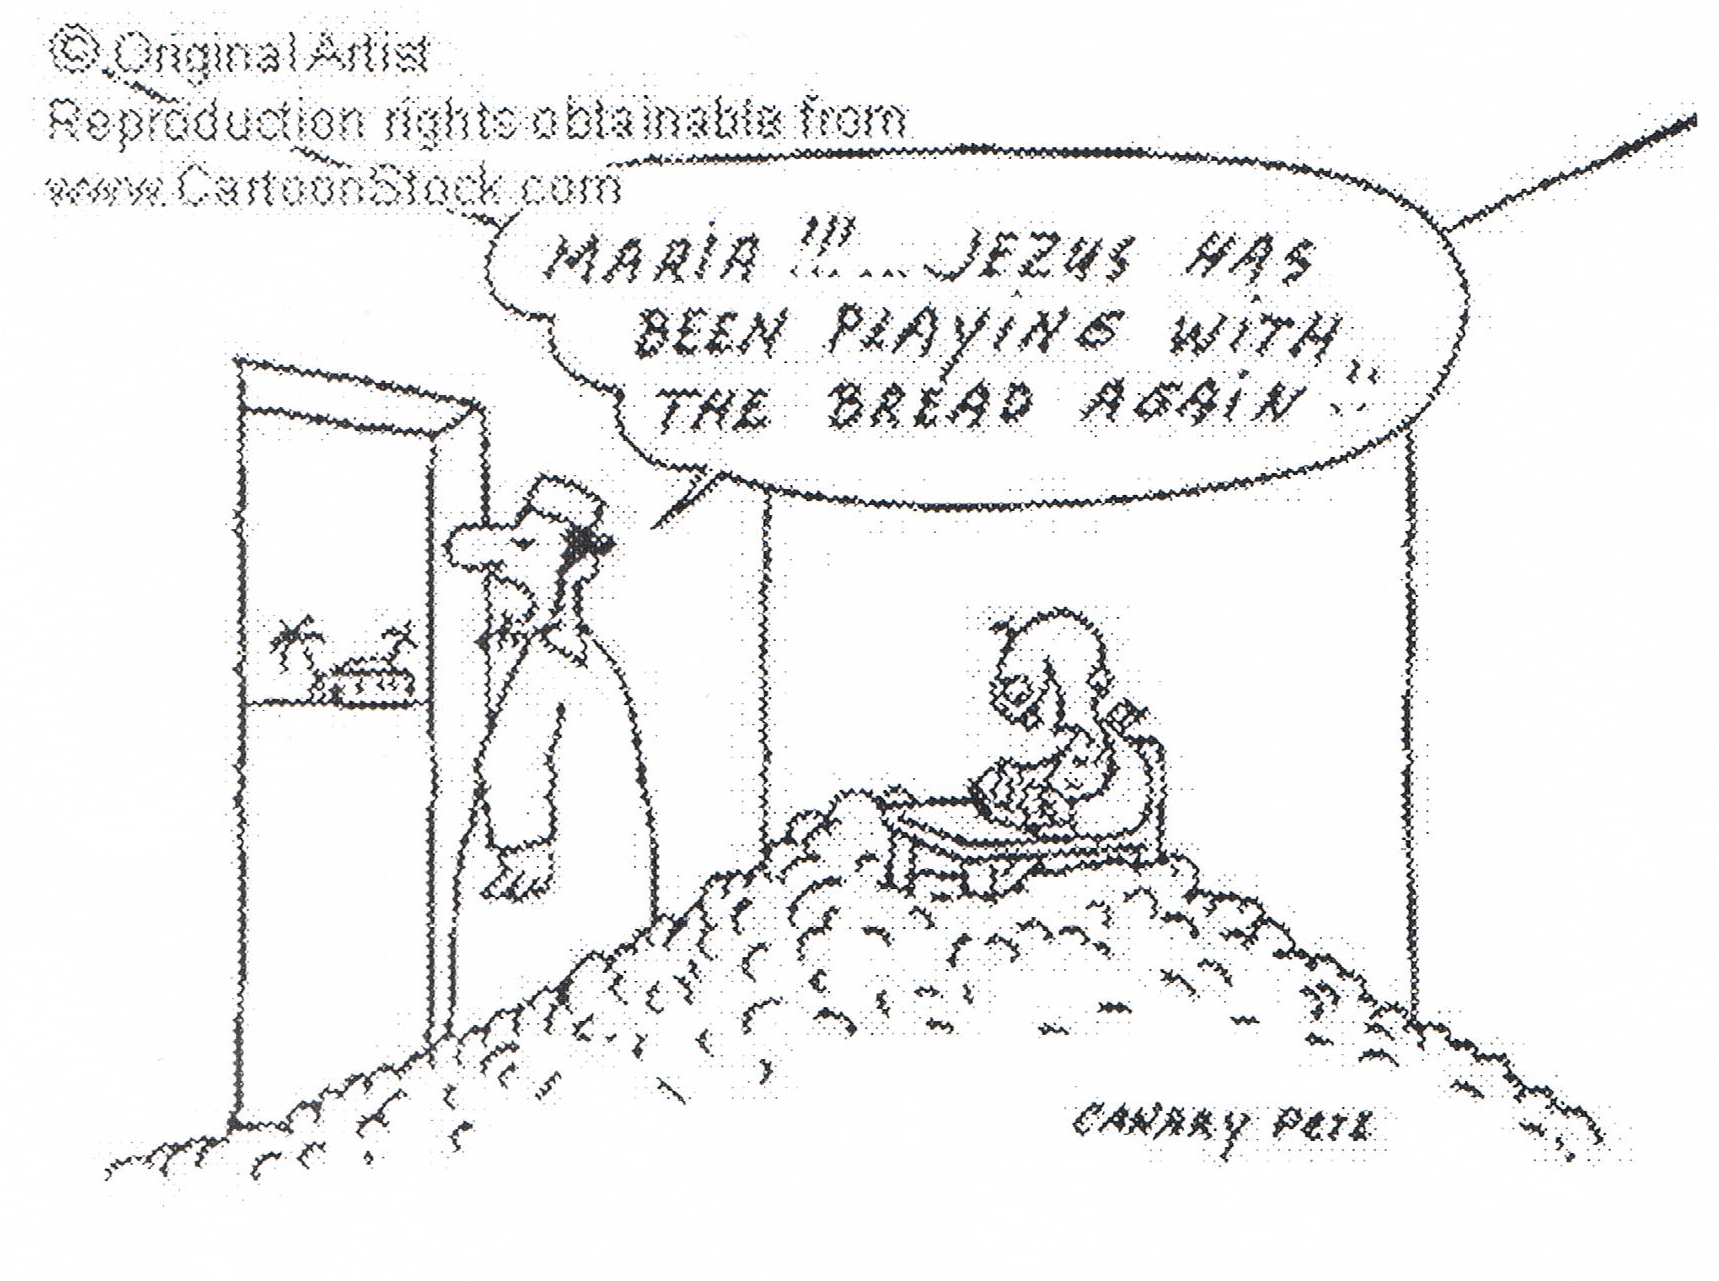 © Original Artist
Reproduction rights obtainable from
www.CartoonStock.com
MARIA !!!.......JEZUS HAS
BEEN PLAYING WITH
THE BREAD AGAIN !!
CANARY PETE